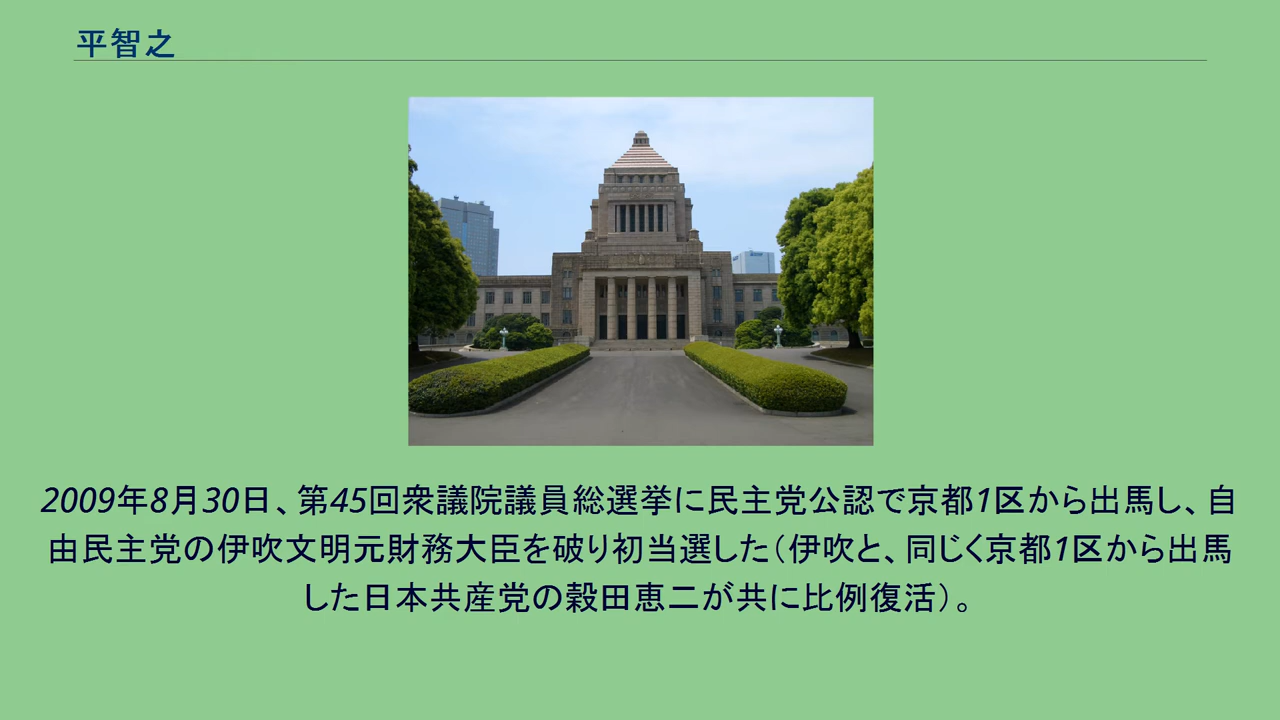 平智之
2009年8月30日、第45回衆議院議員総選挙に民主党公認で京都1区から出馬し、自
由民主党の伊吹文明元財務大臣を破り初当選した（伊吹と、同じく京都1区から出馬
した日本共産党の穀田恵二が共に比例復活）。